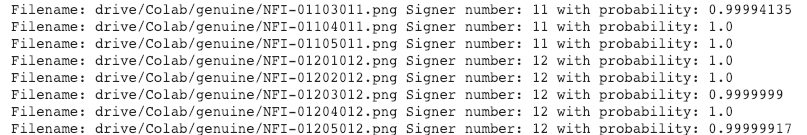 Filename: drive/Colab/genuine/NFI-01103011.png Signer number: 11 with probability: 0.99994135
Filename: drive/Colab/genuine/NFI-01104011.png Signer number: 11 with probability: 1.0
Filename: drive/Colab/genuine/NFI-01105011.png Signer number: 11 with probability: 1.0
Filename: drive/Colab/genuine/NFI-01201012.png Signer number: 12 with probability: 1.0
Filename: drive/Colab/genuine/NFI-01202012.png Signer number: 12 with probability: 1.0
Filename: drive/Colab/genuine/NFI-01203012.png Signer number: 12 with probability: 0.9999999
Filename: drive/Colab/genuine/NFI-01204012.png Signer number: 12 with probability: 1.0
Filename: drive/Colab/genuine/NFI-01205012.png Signer number: 12 with probability: 0.99999917